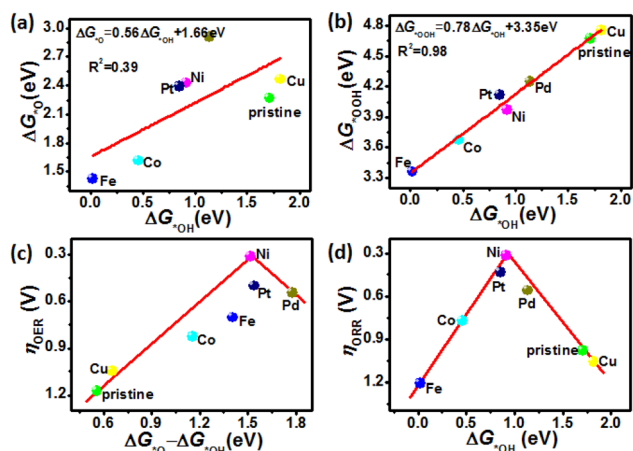 (a)
ΔG*O=0.56ΔG*OH+1.66eV
R²=0.39
3.0
2.7
2.4
2.1
1.8
1.5
Pt
Ni
Cu
pristine
Co
Fe
0.0 0.5 1.0 1.5 2.0
ΔG*OH(eV)
ΔG*O(eV)
(b)
ΔG*OOH=0.78ΔG*OH+3.35eV
R²=0.98
4.8
4.5
4.2
3.9
3.6
3.3
Cu
pristine
Pt
Pd
Ni
Co
Fe
0.0 0.5 1.0 1.5 2.0
ΔG*OH(eV)
ΔG*OOH(eV)
(c)
0.3
0.6
0.9
1.2
Ni
Pt
Pd
Fe
Co
Cu
pristine
0.6 0.9 1.2 1.5 1.8
ΔG*O−ΔG*OH(eV)
ηOER (V)
(d)
0.3
0.6
0.9
1.2
Ni
Pt
Pd
Co
pristine
Cu
Fe
0.0 0.5 1.0 1.5 2.0
ΔG*OH(eV)
ηORR (V)